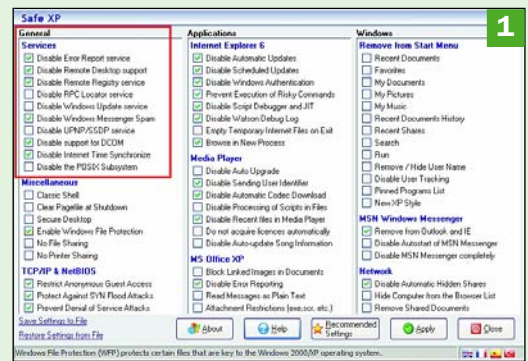 Safe XP
1
General
Services
Disable Error Report service
Disable Remote Desktop support
Disable Remote Registry service
Disable RPC Locator service
Disable Windows Update service
Disable Windows Messenger Spam
Disable UPNP/SSDP service
Disable support for DCOM
Disable Internet Time Synchronize
Disable the POSIX Subsystem
Miscellaneous
Classic Shell
Clear Pagefile at Shutdown
Secure Desktop
Enable Windows File Protection
No File Sharing
No Printer Sharing
TCP/IP & NetBIOS
Restrict Anonymous Guest Access
Protect Against SYN Flood Attacks
Prevent Denial of Service Attacks
Applications
Internet Explorer 6
Disable Automatic Updates
Disable Scheduled Updates
Disable Windows Authentication
Prevent Execution of Risky Commands
Disable Script Debugger and JIT
Disable Watson Debug Log
Empty Temporary Internet Files on Exit
Browse in New Process
Media Player
Disable Auto Upgrade
Disable Sending User Identifier
Disable Automatic Codec Download
Disable Processing of Scripts in Files
Disable Recent files in Media Player
Do not acquire licences automatically
Disable Auto-update Song Information
MS Office XP
Block Linked Images in Documents
Disable Error Reporting
Read Messages as Plain Text
Attachment Restrictions (exe,scr, etc.)
Windows
Remove from Start Menu
Recent Documents
Favorites
My Documents
My Pictures
My Music
Recent Documents History
Recent Shares
Search
Run
Remove / Hide User Name
Disable User Tracking
Pinned Programs List
New XP Style
MSN Windows Messenger
Remove from Outlook and IE
Disable Autostart of MSN Messenger
Disable MSN Messenger completely
Network
Disable Automatic Hidden Shares
Hide Computer from the Browser List
Remove Shared Documents
Save Settings to File
Restore Settings from File
About
Help
Recommended
Settings
Apply
Close
Windows File Protection (WFP) protects certain files that are key to the Windows 2000/XP operating system.